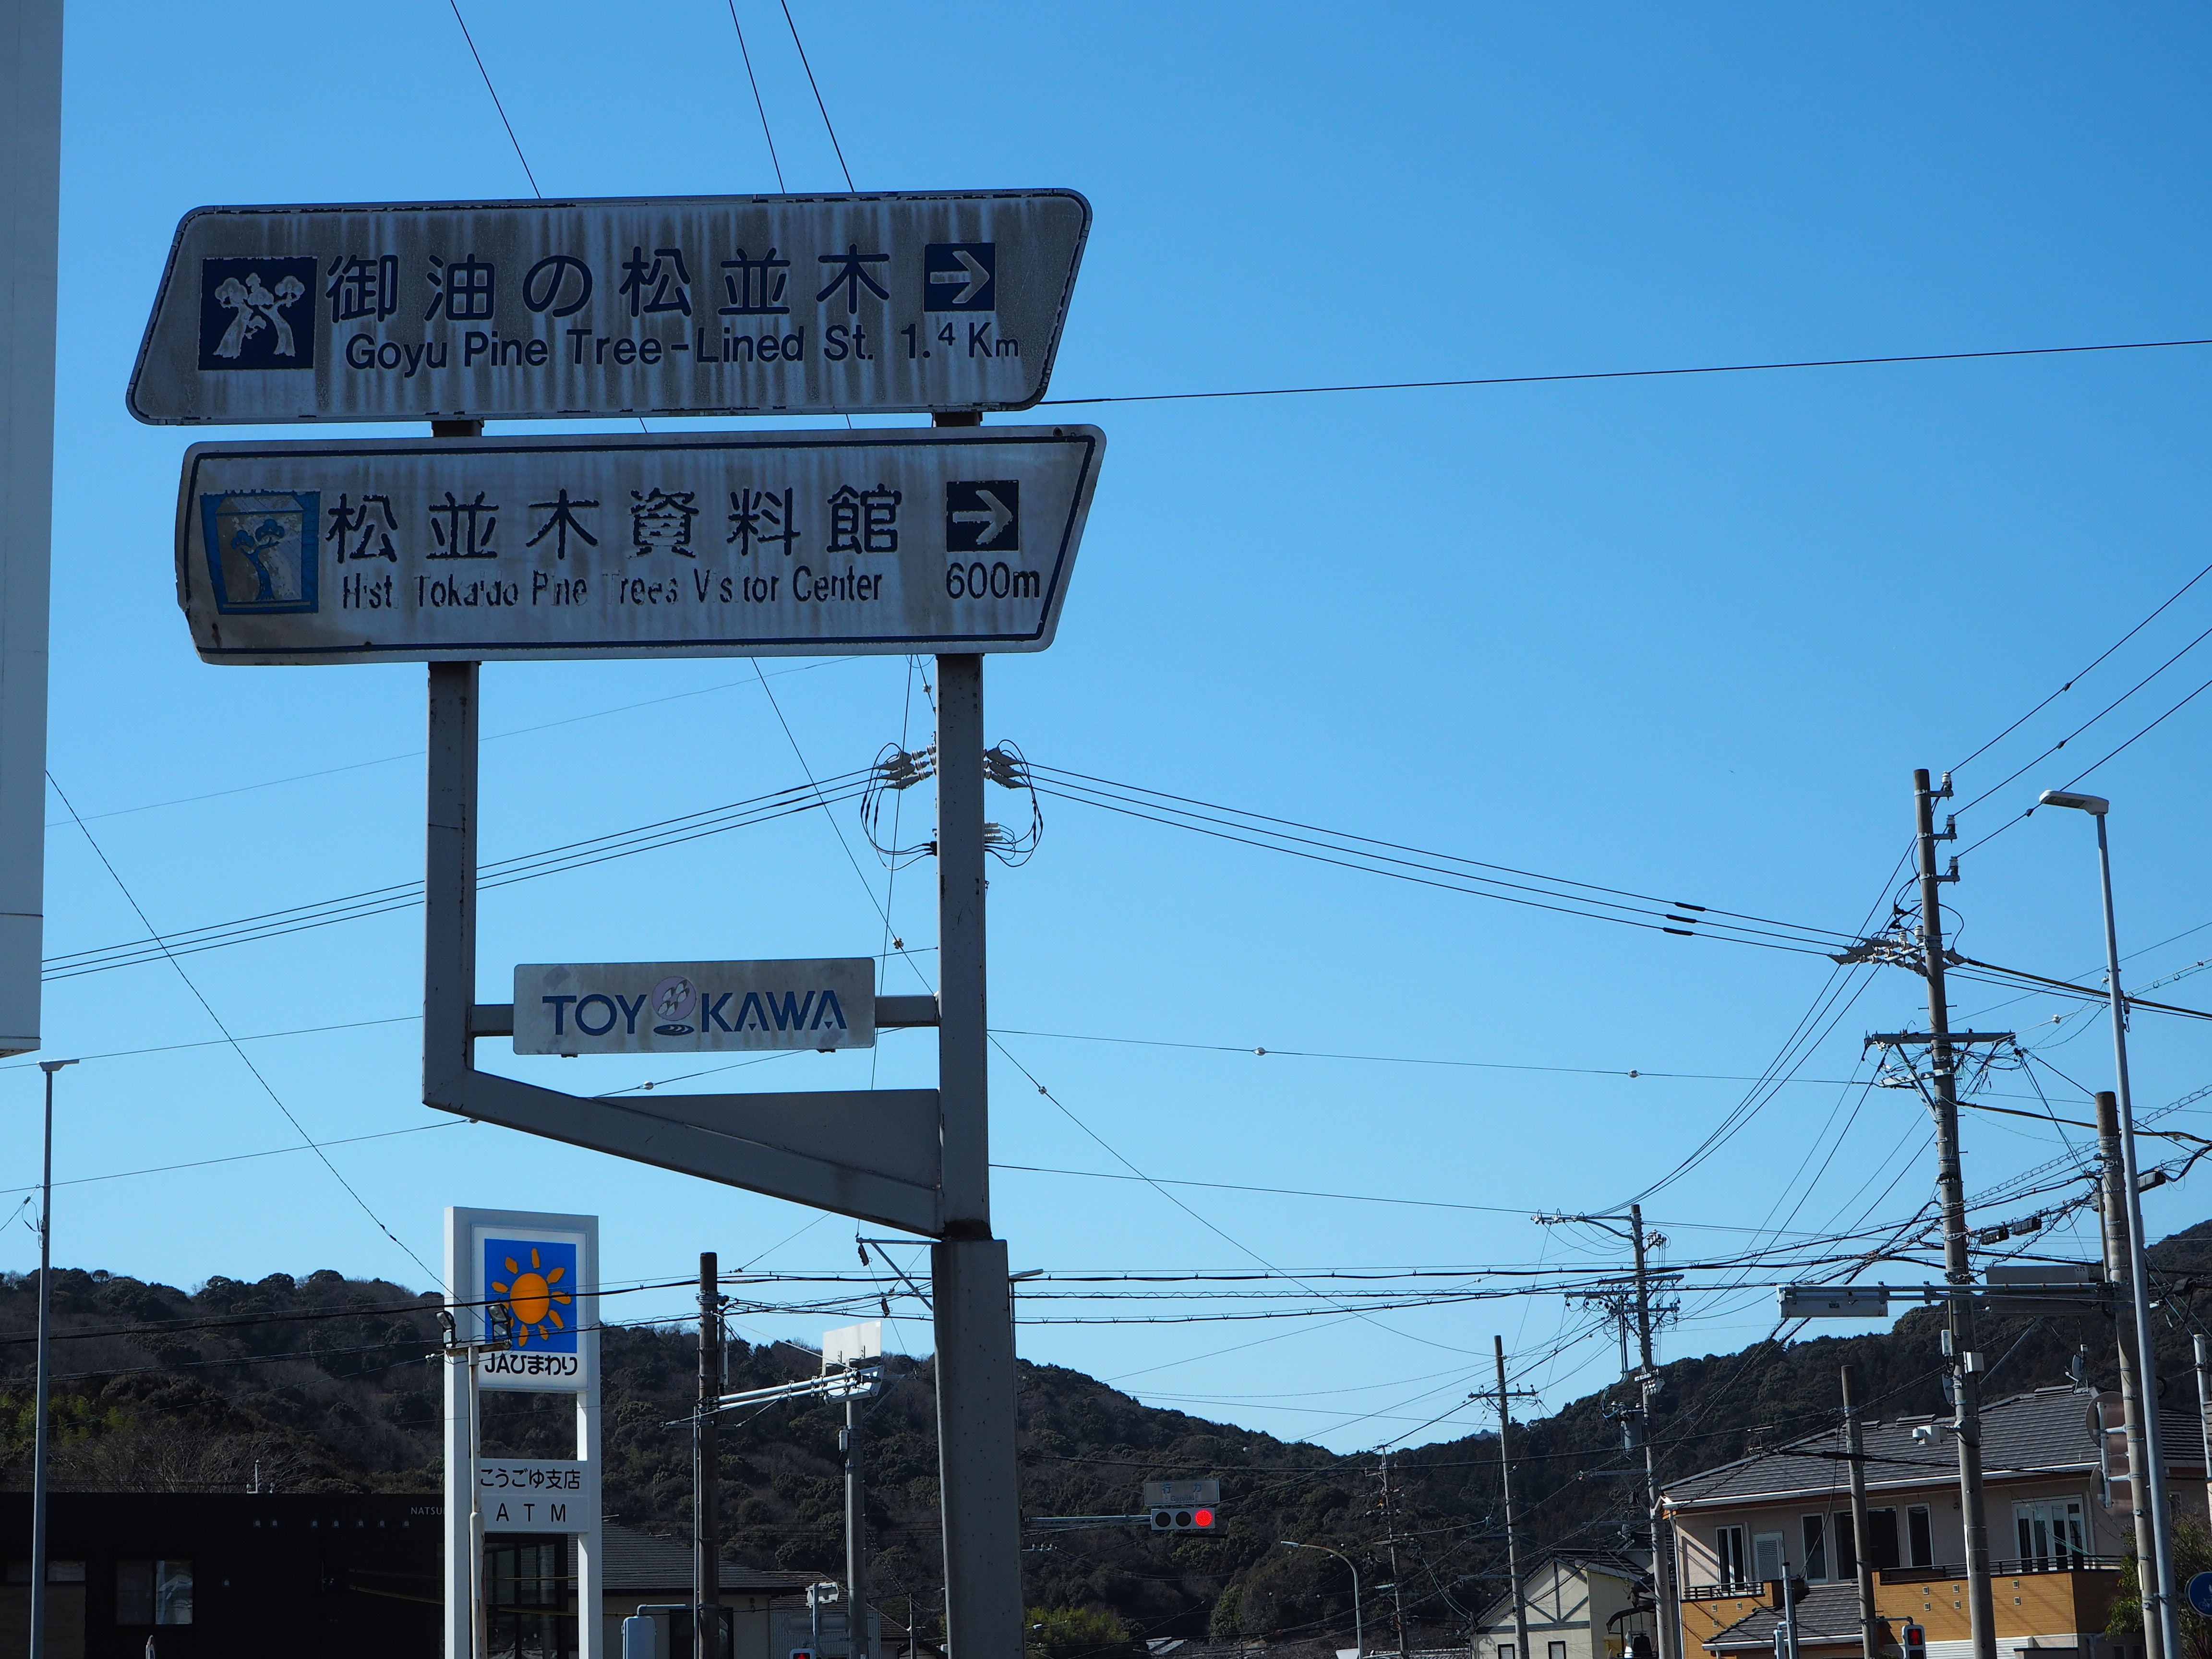 御油の松並木
Goyu Pine Tree-Lined St. 1.4 Km
松並木資料館
Hist Tokaido Pine Trees Visitor Center 600m
TOYOKAWA
JAひまわり
こうごゆ支店
ATM